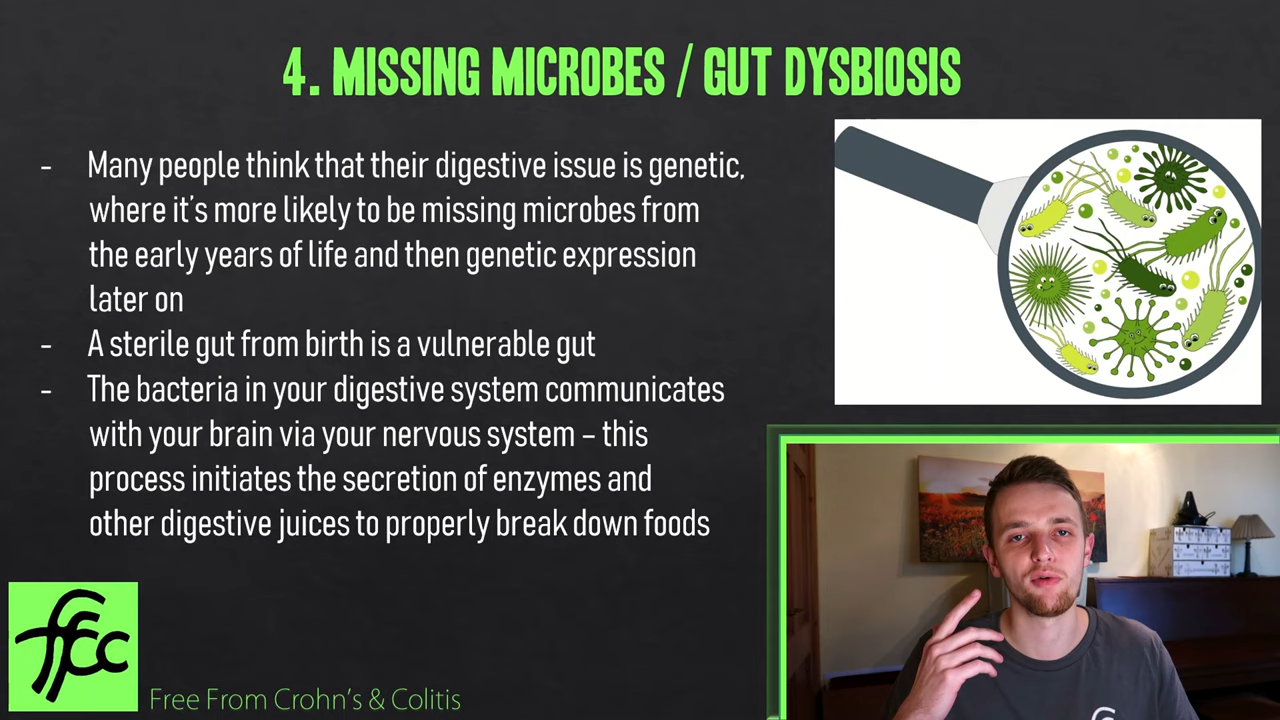 4. MISSING MICROBES / GUT DYSBIOSIS
- Many people think that their digestive issue is genetic,
where it's more likely to be missing microbes from
the early years of life and then genetic expression
later on
- A sterile gut from birth is a vulnerable gut
- The bacteria in your digestive system communicates
with your brain via your nervous system – this
process initiates the secretion of enzymes and
other digestive juices to properly break down foods
ffcc
Free From Crohn's & Colitis